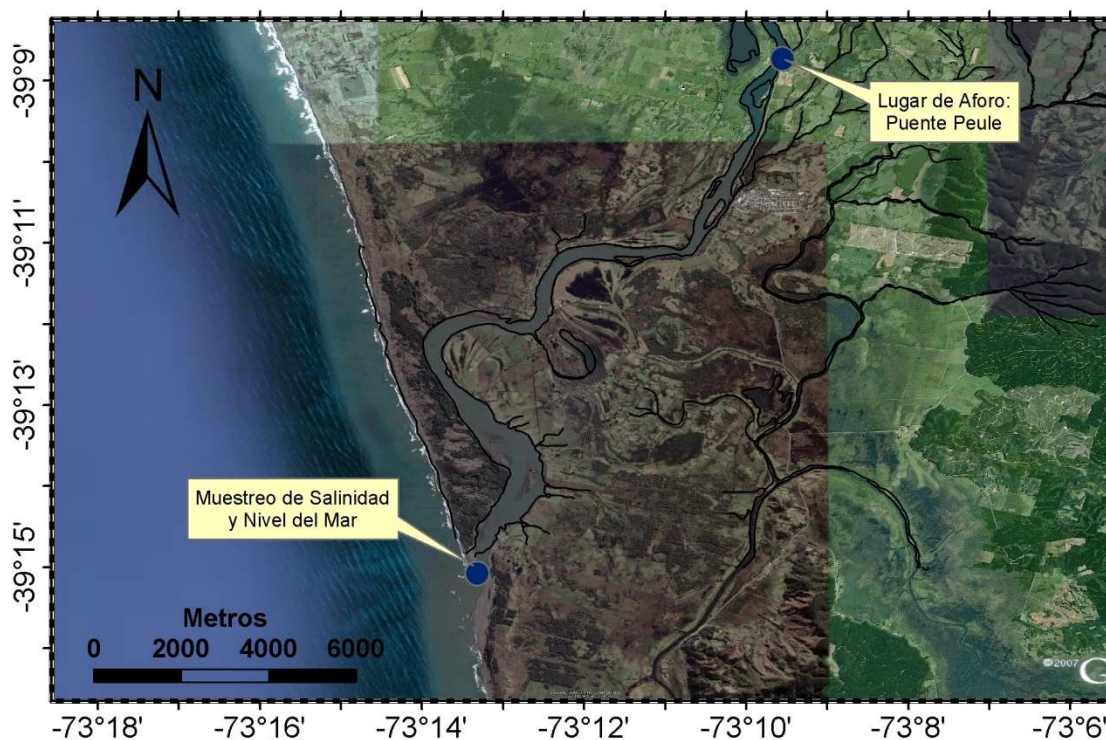 -39°9'
-39°11'
-39°13'
-39°15'
N
Lugar de Aforo:
Puente Peule
Muestreo de Salinidad
y Nivel del Mar
Metros
0 2000 4000 6000
©2007 G
-73°18' -73°16' -73°14' -73°12' -73°10' -73°8' -73°6'